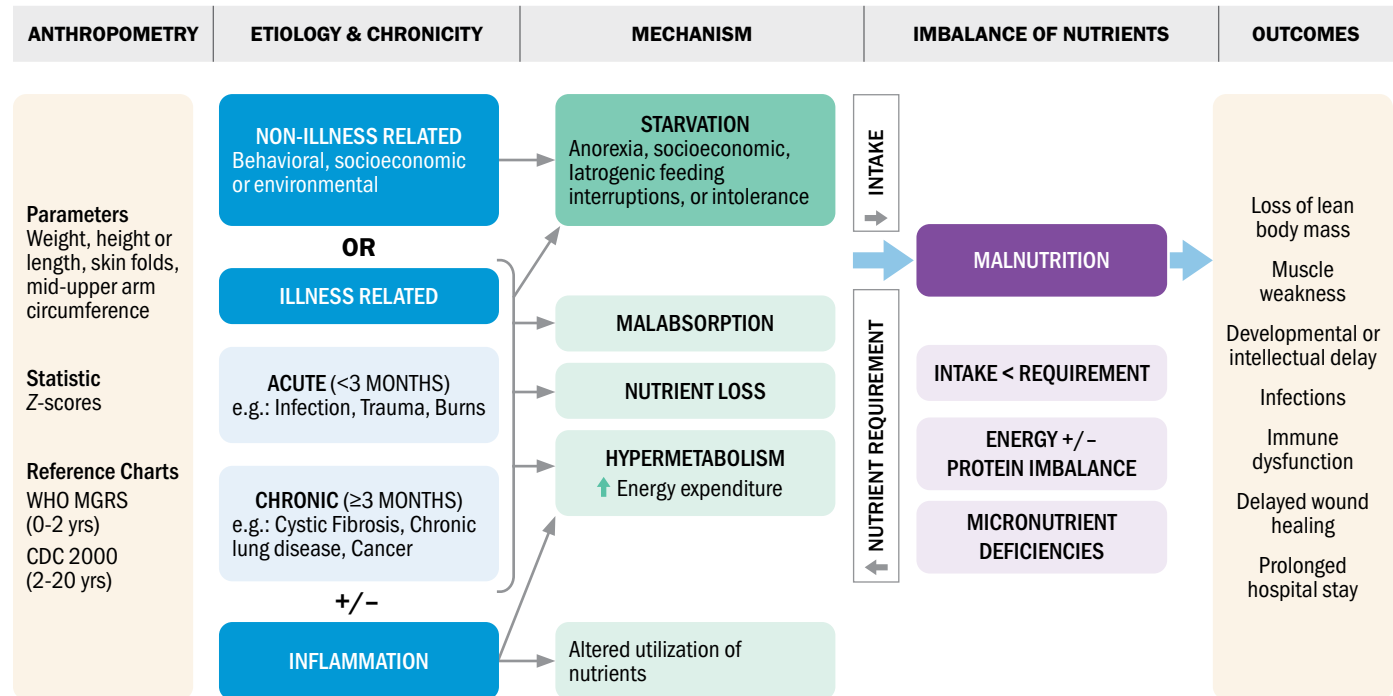 ANTHROPOMETRY
ETIOLOGY & CHRONICITY
MECHANISM
IMBALANCE OF NUTRIENTS
OUTCOMES
Parameters
Weight, height or
length, skin folds,
mid-upper arm
circumference
Statistic
Z-scores
Reference Charts
WHO MGRS
(0-2 yrs)
CDC 2000
(2-20 yrs)
NON-ILLNESS RELATED
Behavioral, socioeconomic
or environmental
OR
ILLNESS RELATED
ACUTE (<3 MONTHS)
e.g.: Infection, Trauma, Burns
CHRONIC (≥3 MONTHS)
e.g.: Cystic Fibrosis, Chronic
lung disease, Cancer
+/–
INFLAMMATION
STARVATION
Anorexia, socioeconomic,
Iatrogenic feeding
interruptions, or intolerance
MALABSORPTION
NUTRIENT LOSS
HYPERMETABOLISM
Energy expenditure
Altered utilization of
nutrients
INTAKE
NUTRIENT REQUIREMENT
MALNUTRITION
INTAKE < REQUIREMENT
ENERGY +/–
PROTEIN IMBALANCE
MICRONUTRIENT
DEFICIENCIES
Loss of lean
body mass
Muscle
weakness
Developmental or
intellectual delay
Infections
Immune
dysfunction
Delayed wound
healing
Prolonged
hospital stay